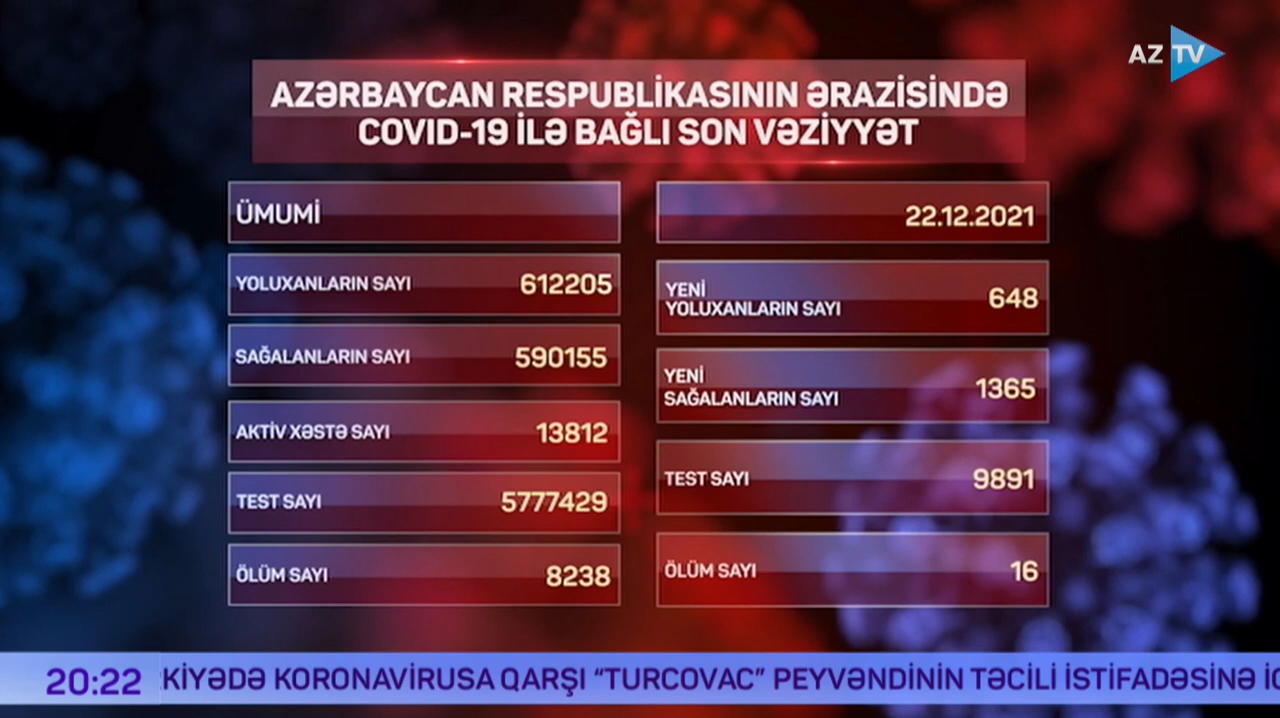 AZ TV
AZƏRBAYCAN RESPUBLİKASININ ƏRAZİSİNDƏ
COVID-19 İLƏ BAĞLI SON VƏZİYYƏT
ÜMUMİ
YOLUXANLARIN SAYI 612205
SAĞALANLARIN SAYI 590155
AKTİV XƏSTƏ SAYI 13812
TEST SAYI 5777429
ÖLÜM SAYI 8238
22.12.2021
YENİ
YOLUXANLARIN SAYI 648
YENİ
SAĞALANLARIN SAYI 1365
TEST SAYI 9891
ÖLÜM SAYI 16
20:22 KİYƏDƏ KORONAVİRUSA QARŞI “TURCOVAC” PEYVƏNDİNİN TƏCİLİ İSTİFADƏSİNƏ